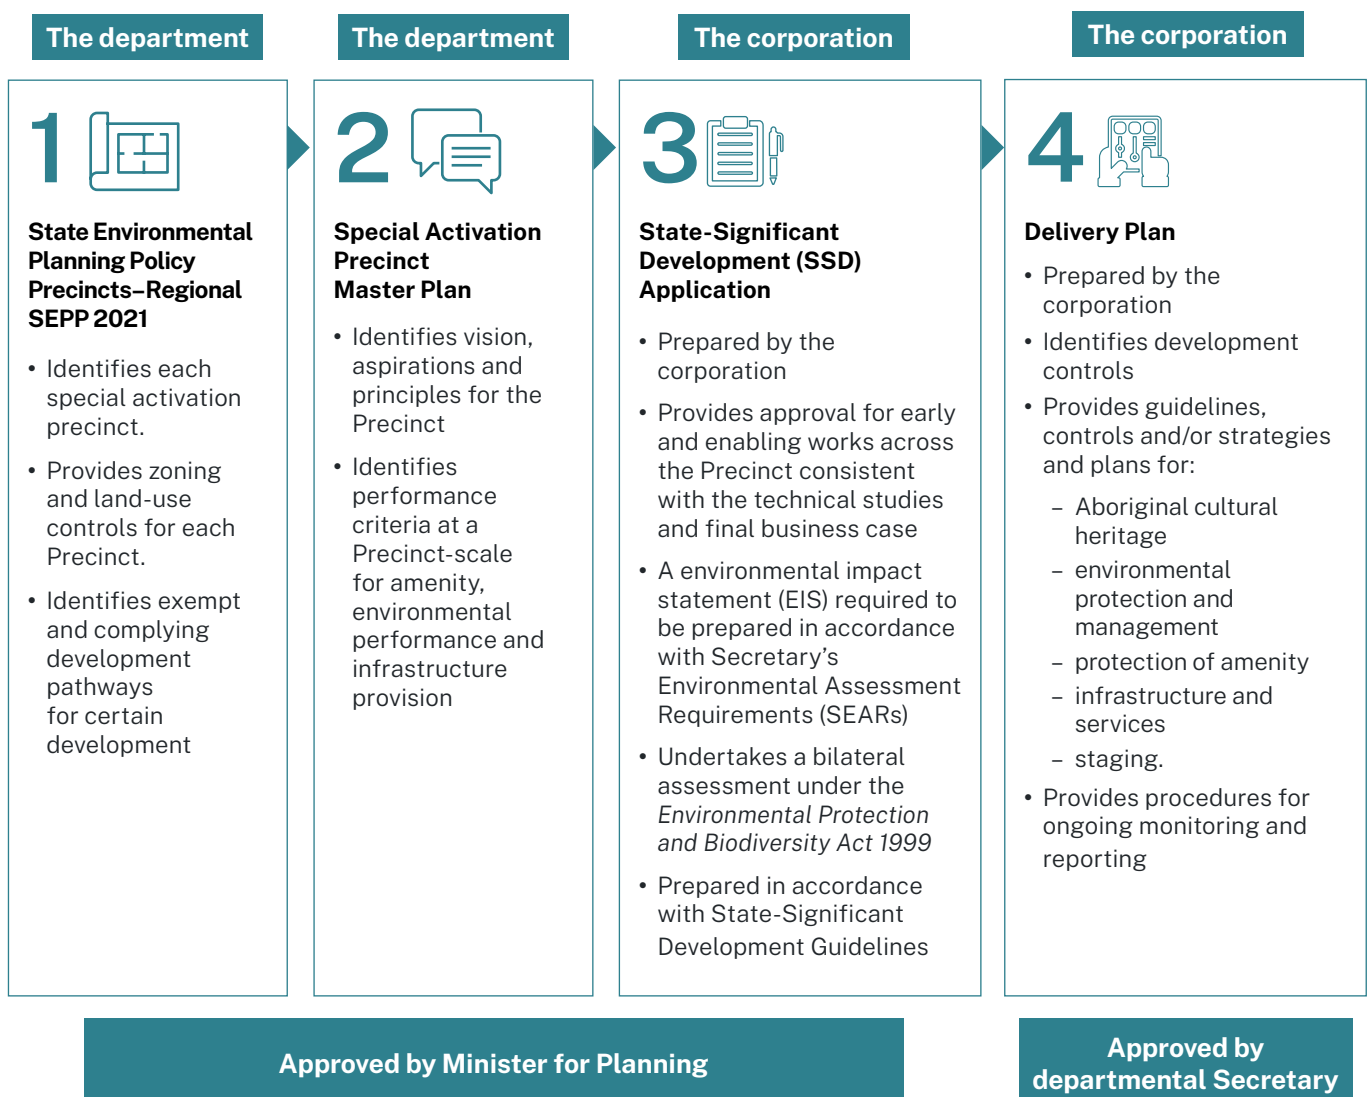 The department
1
State Environmental
Planning Policy
Precincts–Regional
SEPP 2021
• Identifies each
special activation
precinct.
• Provides zoning
and land-use
controls for each
Precinct.
• Identifies exempt
and complying
development
pathways
for certain
development
The department
2
Special Activation
Precinct
Master Plan
• Identifies vision,
aspirations and
principles for the
Precinct
• Identifies
performance
criteria at a
Precinct-scale
for amenity,
environmental
performance and
infrastructure
provision
The corporation
3
State-Significant
Development (SSD)
Application
• Prepared by the
corporation
• Provides approval for early
and enabling works across
the Precinct consistent
with the technical studies
and final business case
• A environmental impact
statement (EIS) required to
be prepared in accordance
with Secretary’s
Environmental Assessment
Requirements (SEARs)
• Undertakes a bilateral
assessment under the
Environmental Protection
and Biodiversity Act 1999
• Prepared in accordance
with State-Significant
Development Guidelines
The corporation
4
Delivery Plan
• Prepared by the
corporation
• Identifies development
controls
• Provides guidelines,
controls and/or strategies
and plans for:
– Aboriginal cultural
heritage
– environmental
protection and
management
– protection of amenity
– infrastructure and
services
– staging.
• Provides procedures for
ongoing monitoring and
reporting
Approved by Minister for Planning
Approved by
departmental Secretary